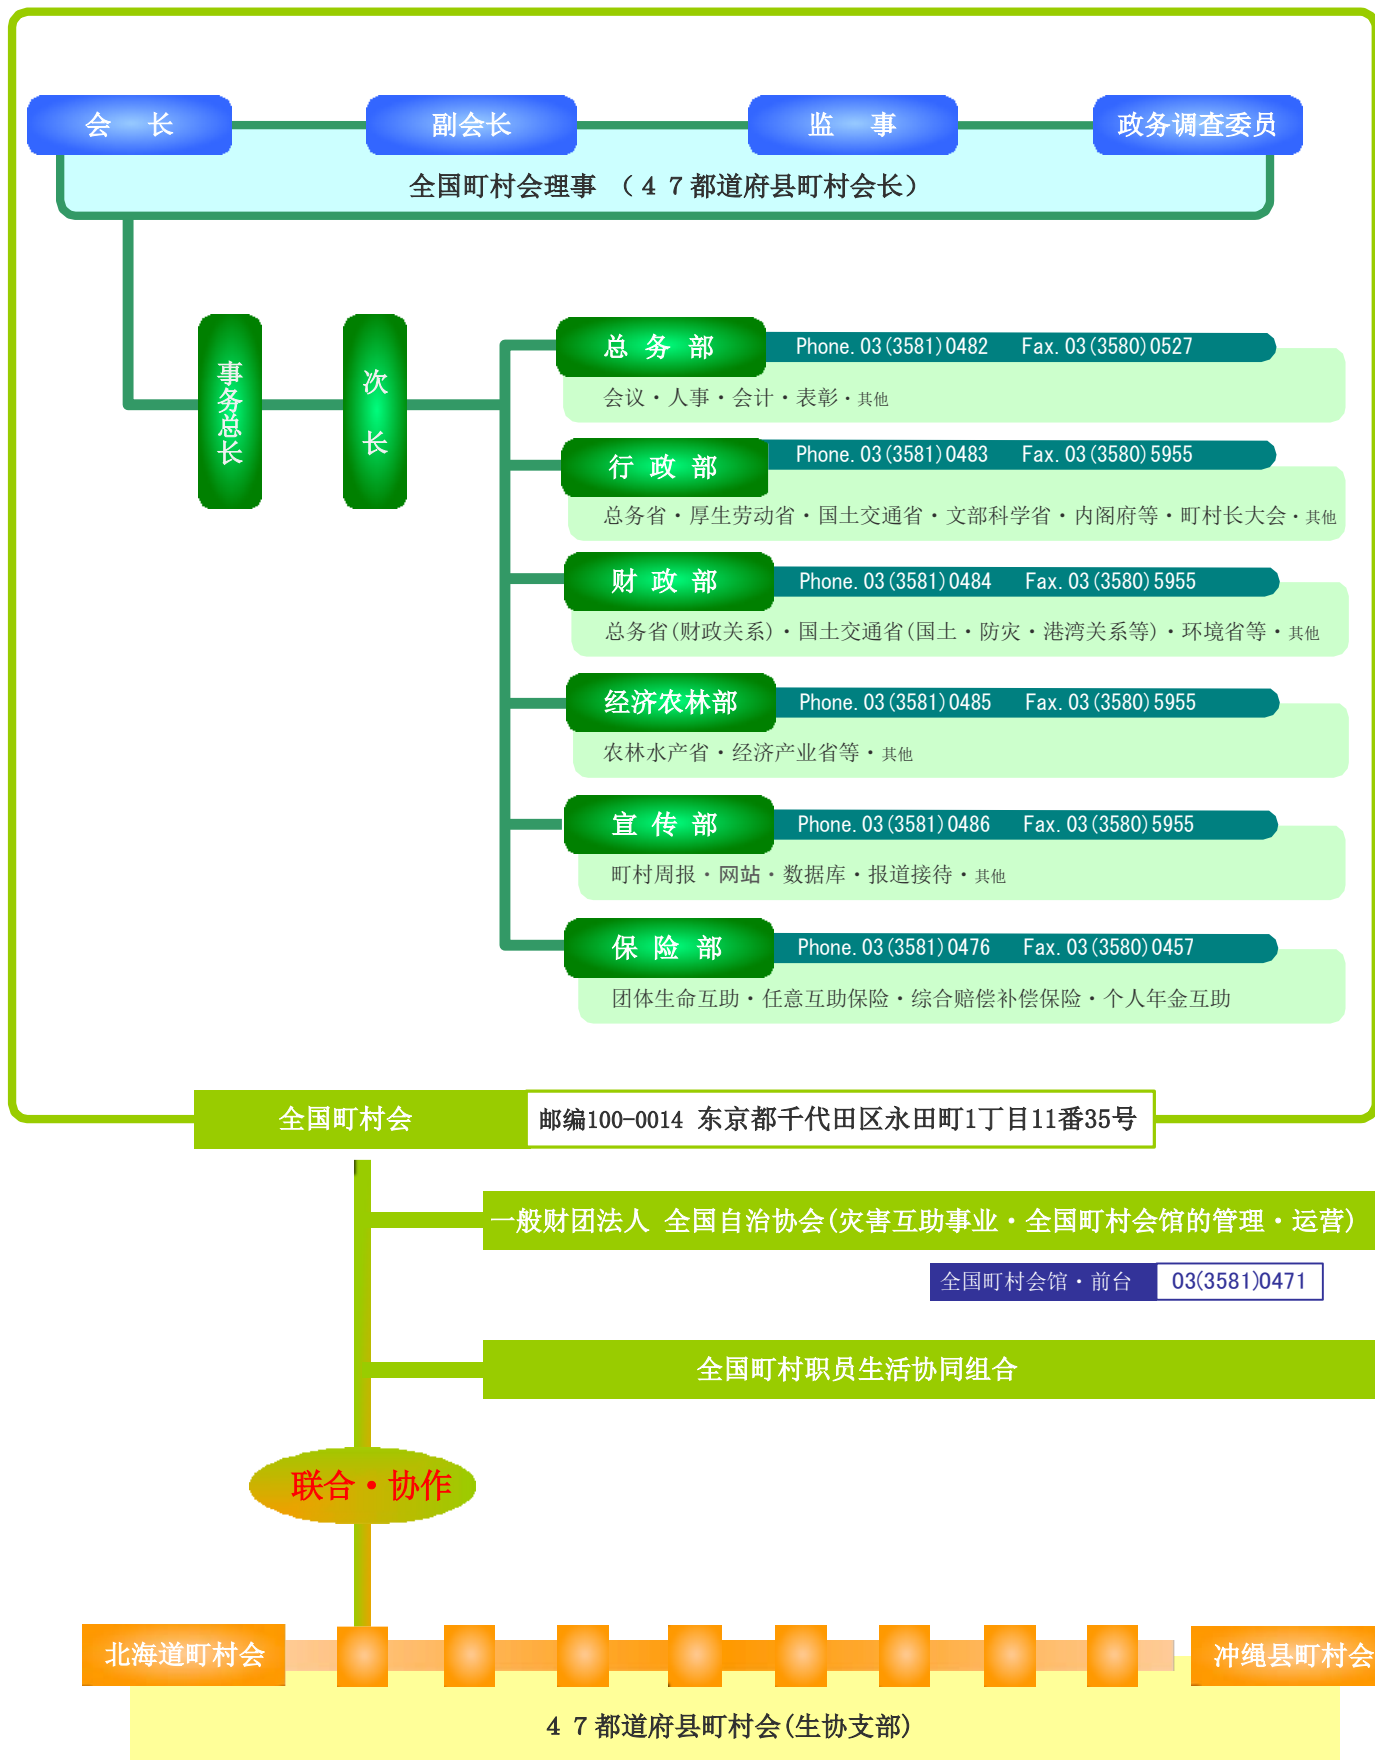 会 长
副会长
监 事
政务调查委员
全国町村会理事 （４７都道府县町村会长）
事务总长
次长
总 务 部
Phone. 03(3581)0482 Fax. 03(3580)0527
会议・人事・会计・表彰・其他
行 政 部
Phone. 03(3581)0483 Fax. 03(3580)5955
总务省・厚生劳动省・国土交通省・文部科学省・内阁府等・町村长大会・其他
财 政 部
Phone. 03(3581)0484 Fax. 03(3580)5955
总务省(财政关系)・国土交通省(国土・防灾・港湾关系等)・环境省等・其他
经济农林部
Phone. 03(3581)0485 Fax. 03(3580)5955
农林水产省・经济产业省等・其他
宣 传 部
Phone. 03(3581)0486 Fax. 03(3580)5955
町村周报・网站・数据库・报道接待・其他
保 险 部
Phone. 03(3581)0476 Fax. 03(3580)0457
团体生命互助・任意互助保险・综合赔偿补偿保险・个人年金互助
全国町村会
邮编100-0014 东京都千代田区永田町1丁目11番35号
一般财团法人 全国自治协会(灾害互助事业・全国町村会馆的管理・运营)
全国町村会馆・前台
03(3581)0471
全国町村职员生活协同组合
联合・协作
北海道町村会
冲绳县町村会
４７都道府县町村会(生协支部)